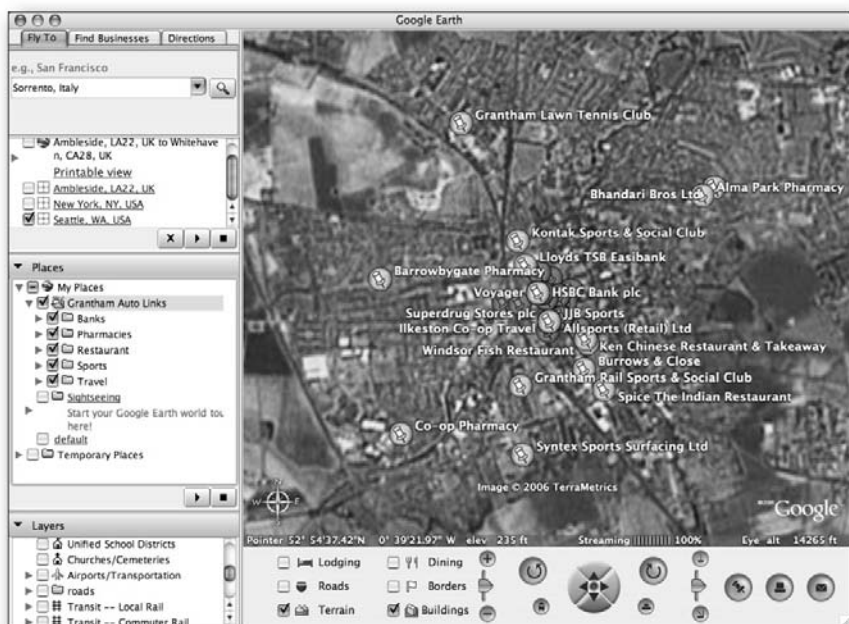 Google Earth
Fly To
Find Businesses
Directions
e.g., San Francisco
Sorrento, Italy
Ambleside, LA22, UK to Whitehave
n, CA28, UK
Printable view
Ambleside, LA22, UK
New York, NY, USA
Seattle, WA, USA
Places
My Places
Grantham Auto Links
Banks
Pharmacies
Restaurant
Sports
Travel
Sightseeing
Start your Google Earth world tou
here!
default
Temporary Places
Layers
Unified School Districts
Churches/Cemeteries
Airports/Transportation
roads
Transit -- Local Rail
Transit -- Commuter Rail
Grantham Lawn Tennis Club
Bhandari Bros Ltd
Alma Park Pharmacy
Kontak Sports & Social Club
Lloyds TSB Easibank
Barrowbygate Pharmacy
Voyager
HSBC Bank plc
Superdrug Stores plc
JJB Sports
Ilkeston Co-op Travel
Allsports (Retail) Ltd
Ken Chinese Restaurant & Takeaway
Windsor Fish Restaurant
Burrows & Close
Grantham Rail Sports & Social Club
Spice The Indian Restaurant
Co-op Pharmacy
Syntex Sports Surfacing Ltd
Image © 2006 TerraMetrics
W
N
E
Google
Pointer 52° 54'37.42"N 0° 39'21.97" W elev 235 ft
Streaming 100%
Eye alt 14265 ft
Lodging
Dining
Roads
Borders
Terrain
Buildings